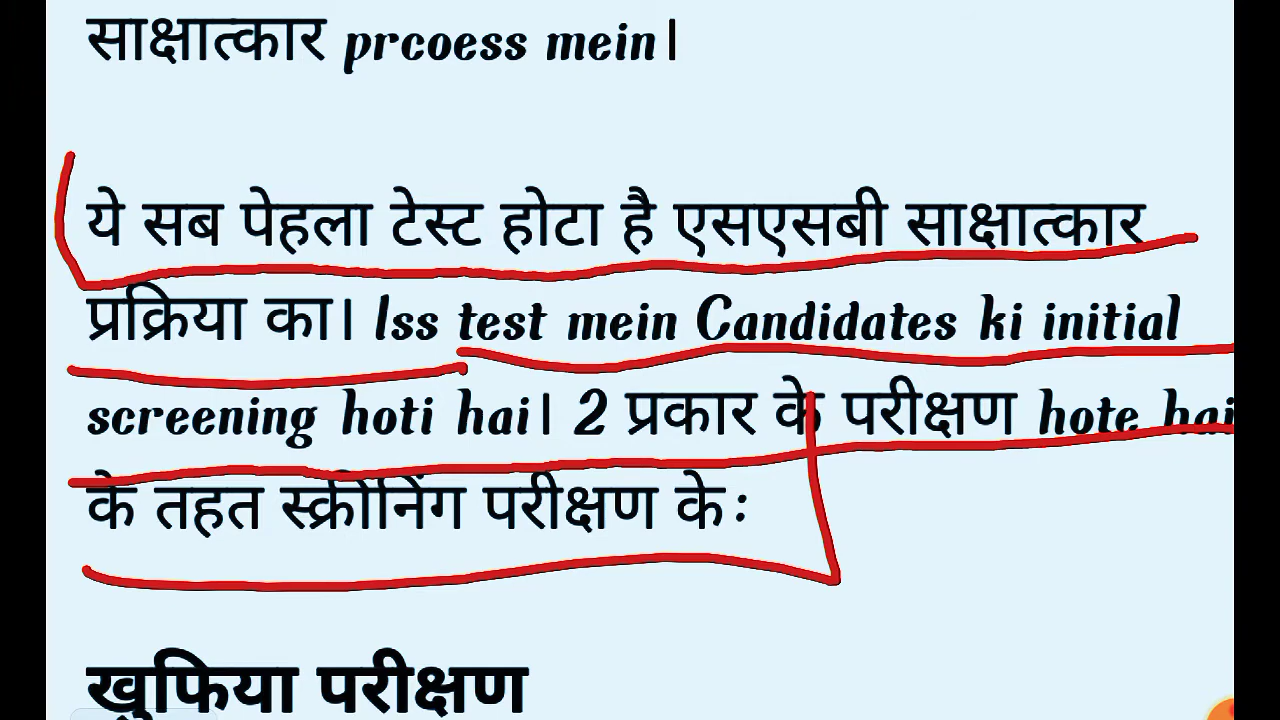 साक्षात्कार prcoess mein।
ये सब पेहला टेस्ट होटा है एसएसबी साक्षात्कार
प्रक्रिया का। Iss test mein Candidates ki initial
screening hoti hai। 2 प्रकार के परीक्षण hote hai
के तहत स्क्रीनिंग परीक्षण के:
खुफिया परीक्षण